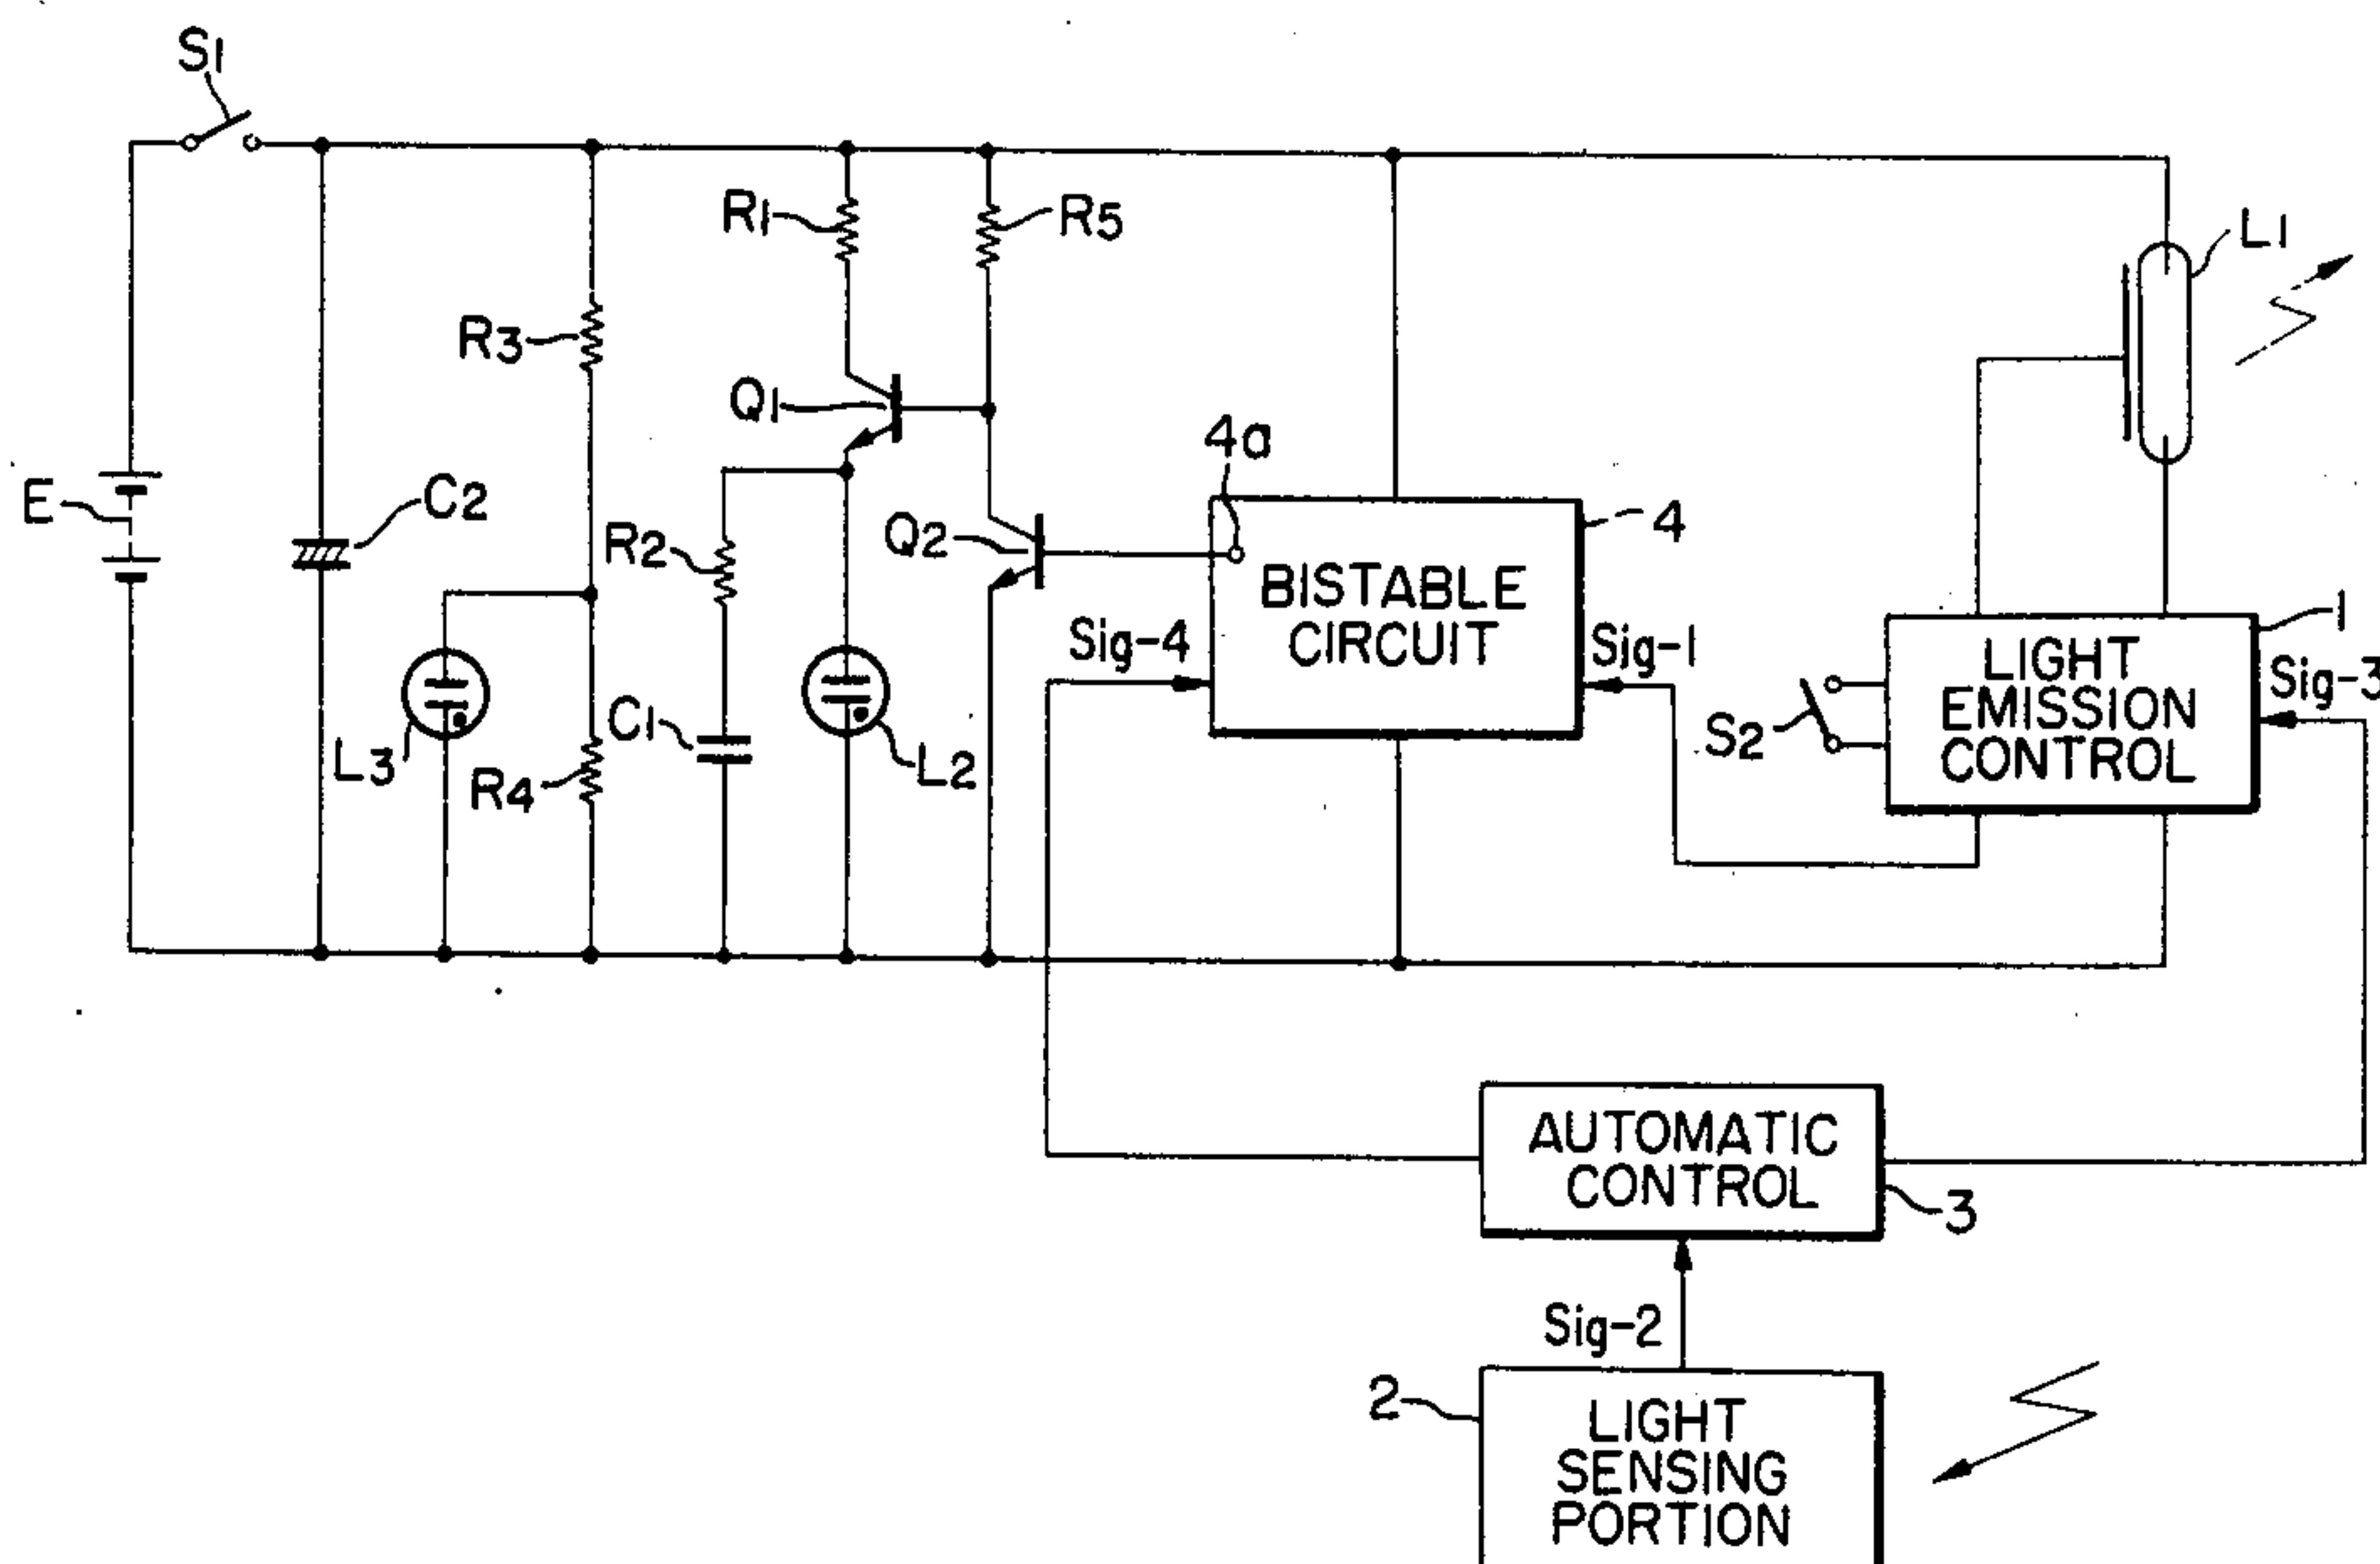 S1
R1
R5
L1
R3
Q1
4a
E
C2
R2
Q2
4
BISTABLE
CIRCUIT
Sig-4
Sig-1
1
LIGHT
EMISSION
CONTROL
Sig-3
S2
C1
L3
R4
L2
AUTOMATIC
CONTROL
3
Sig-2
2
LIGHT
SENSING
PORTION